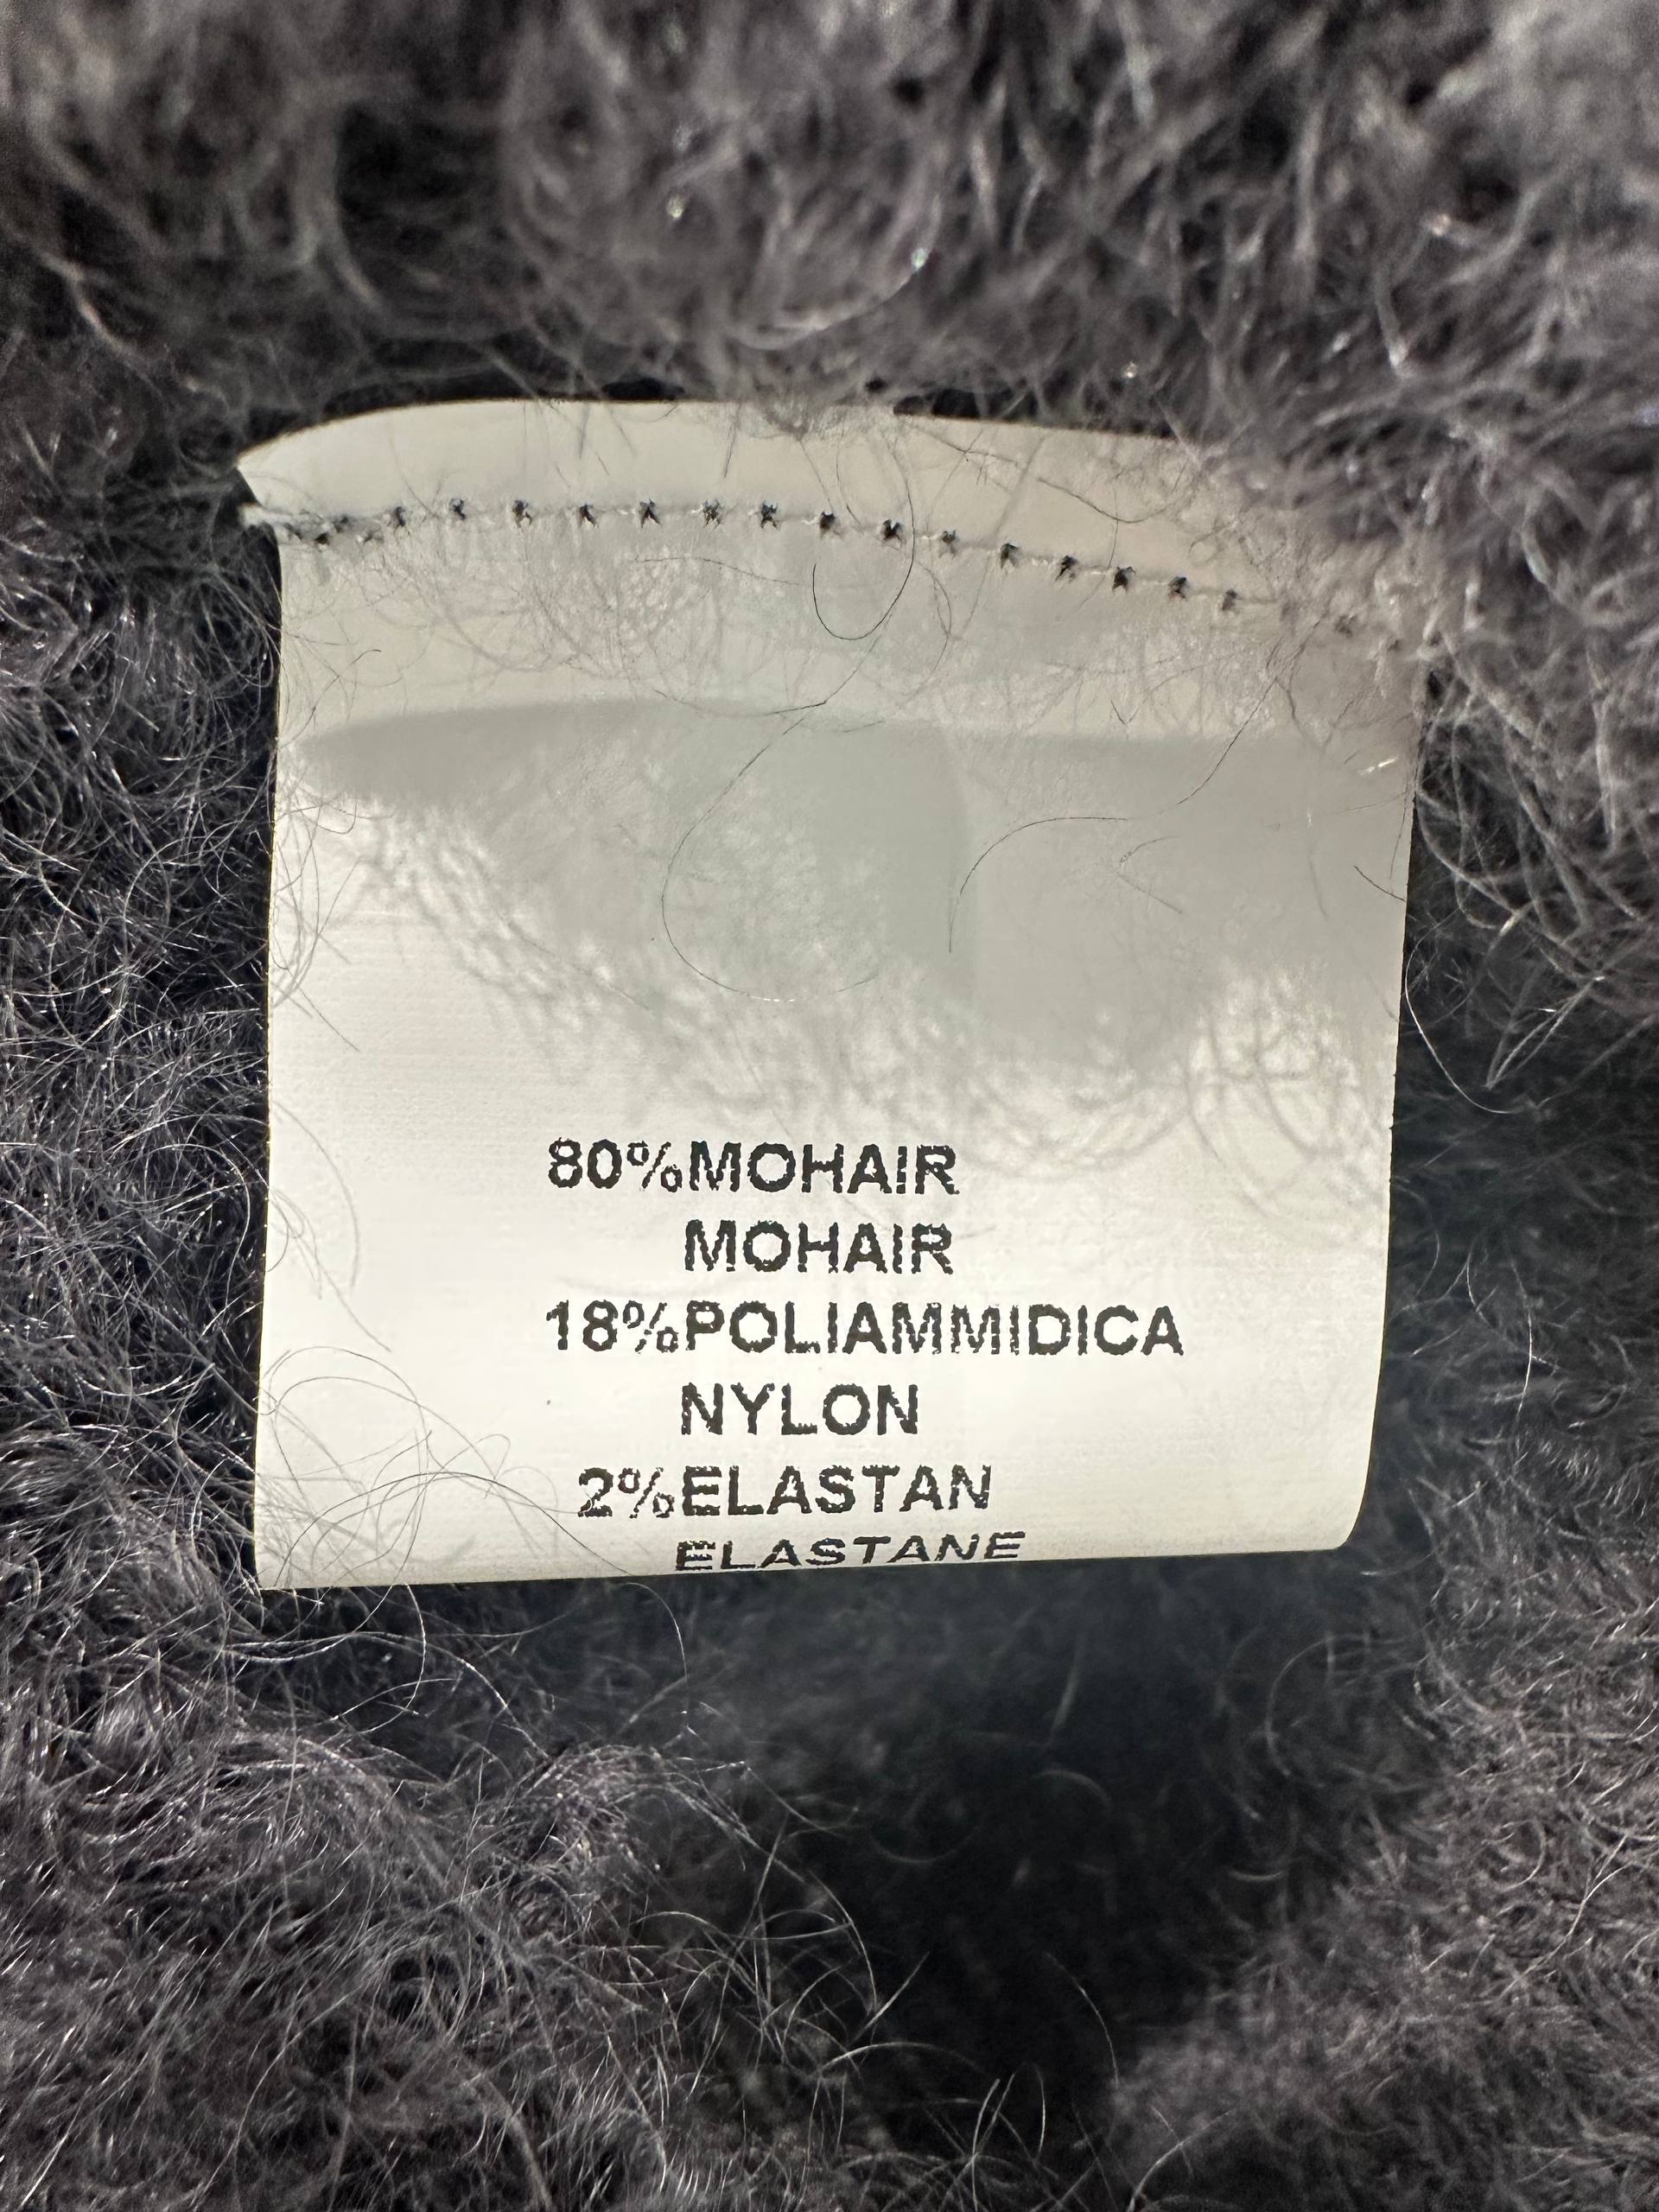 80%MOHAIR
MOHAIR
18%POLIAMMIDICA
NYLON
2%ELASTAN
ELASTANE